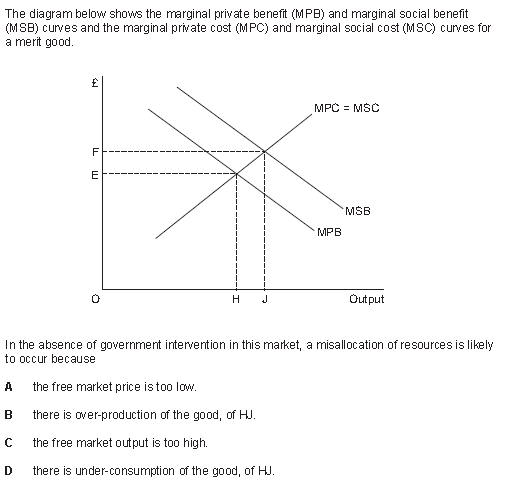 The diagram below shows the marginal private benefit (MPB) and marginal social benefit
(MSB) curves and the marginal private cost (MPC) and marginal social cost (MSC) curves for
a merit good.
£
MPC = MSC
F
E
MSB
MPB
O
H
J
Output
In the absence of government intervention in this market, a misallocation of resources is likely
to occur because
A the free market price is too low.
B there is over-production of the good, of HJ.
C the free market output is too high.
D there is under-consumption of the good, of HJ.